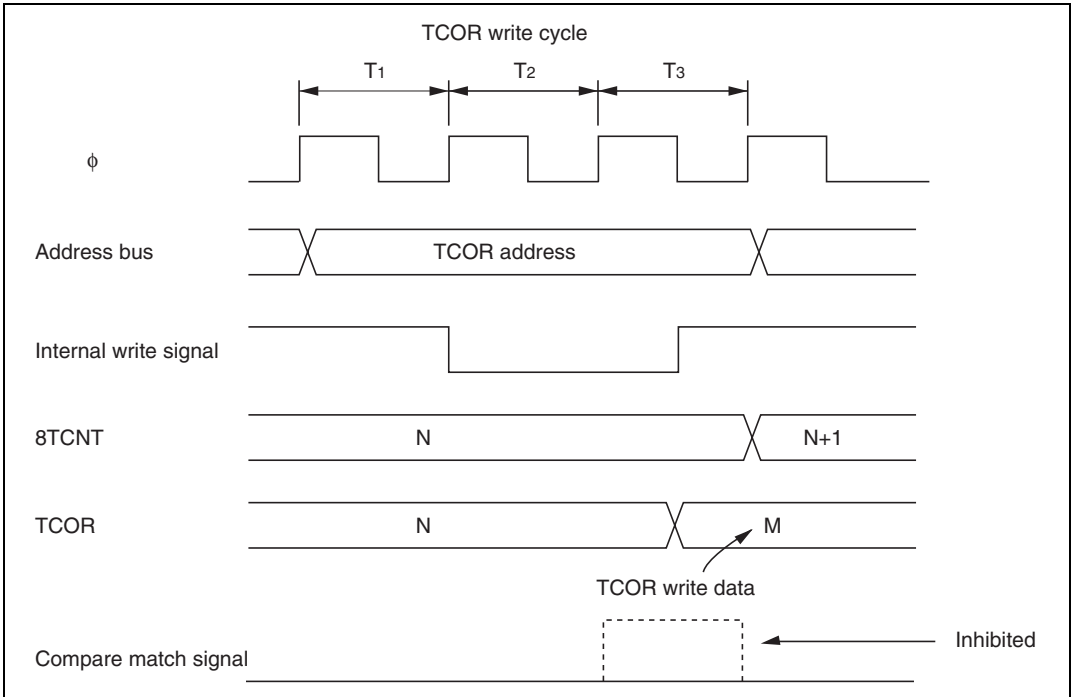 TCOR write cycle
T1 T2 T3
ϕ
Address bus TCOR address
Internal write signal
8TCNT N N+1
TCOR N M
TCOR write data
Compare match signal Inhibited